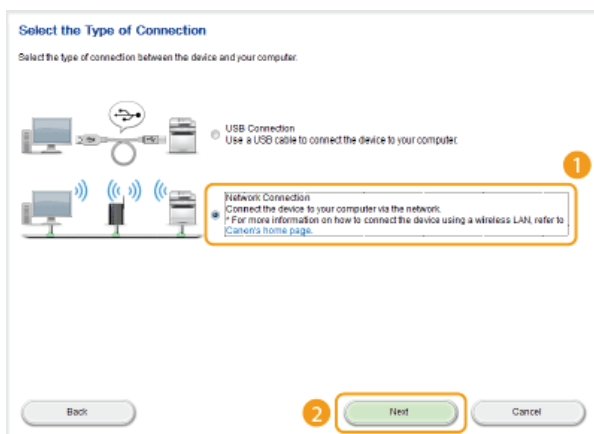 Select the Type of Connection
Select the type of connection between the device and your computer.
USB Connection
Use a USB cable to connect the device to your computer.
1
Network Connection
Connect the device to your computer via the network.
* For more information on how to connect the device using a wireless LAN, refer to
Canon's home page.
Back
2
Next
Cancel